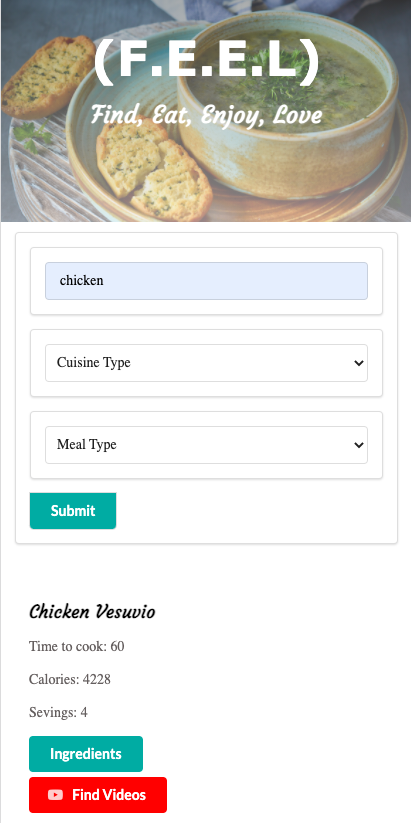 (F.E.E.L)
Find, Eat, Enjoy, Love
chicken
Cuisine Type
Meal Type
Submit
Chicken Vesuvio
Time to cook: 60
Calories: 4228
Sevings: 4
Ingredients
Find Videos